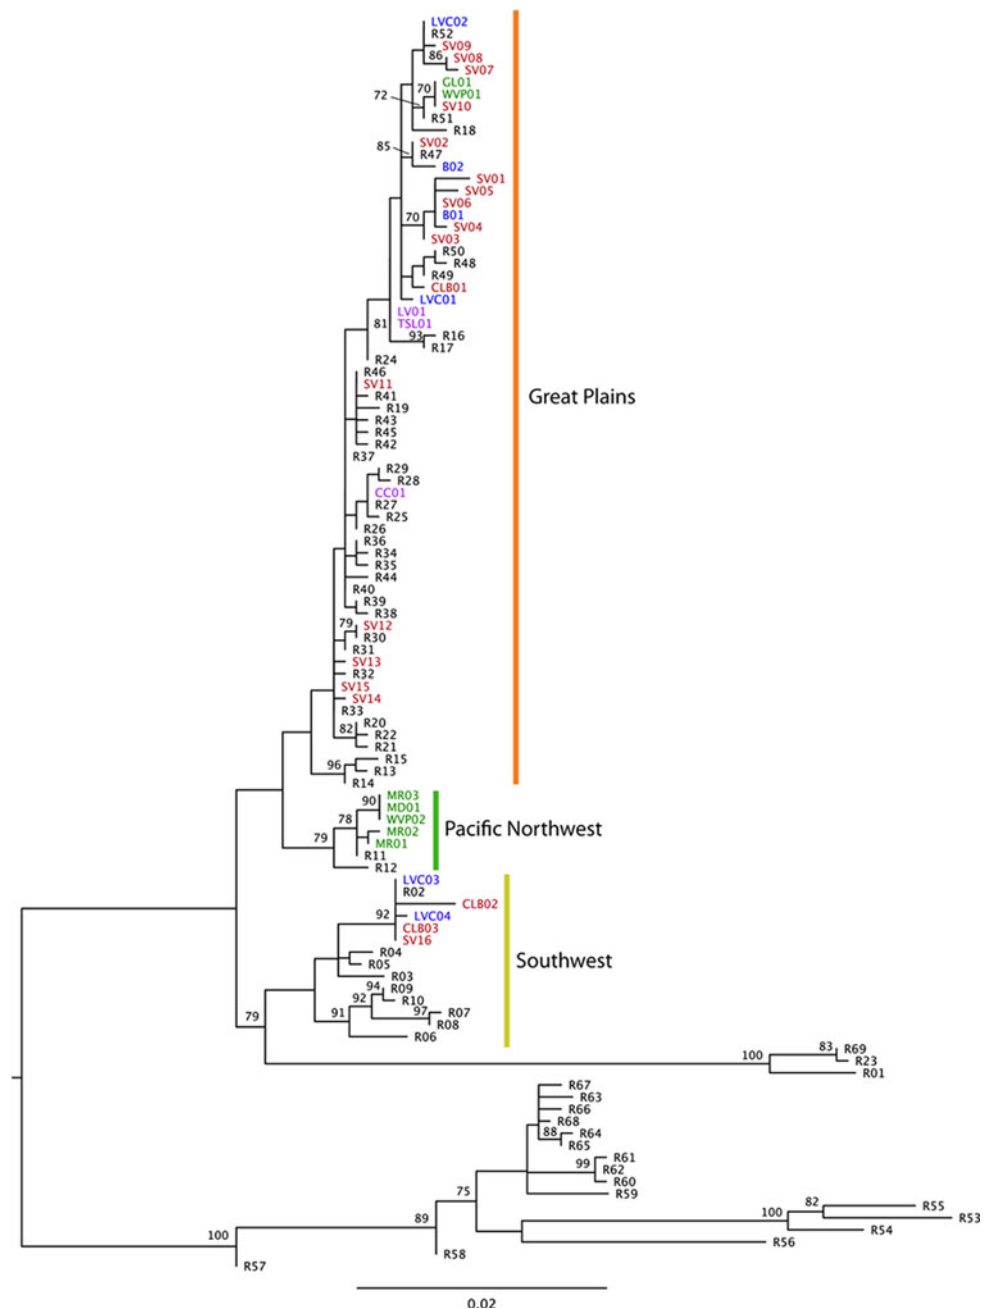 LVC02
R52
SV09
86
SV08
SV07
GL01
70
WVP01
72
SV10
R51
R18
SV02
85
R47
B02
SV01
SV05
SV06
70
B01
SV04
SV03
R50
R48
R49
CLB01
LVC01
LV01
81
TSL01
93
R16
R17
R24
R46
SV11
R41
Great Plains
R19
R43
R45
R42
R37
R29
R28
CC01
R27
R25
R26
R36
R34
R35
R44
R40
R39
R38
79
SV12
R30
R31
SV13
R32
SV15
SV14
R33
R20
82
R22
R21
R15
96
R13
R14
MR03
90
MD01
WVP02
78
MR02
Pacific Northwest
79
MR01
R11
R12
LVC03
R02
CLB02
92
LVC04
CLB03
SV16
R04
Southwest
R05
R03
94
R09
92
R10
91
97
R07
79
R08
R06
83
R69
100
R23
R01
R67
R63
R66
R68
88
R64
R65
R61
99
R62
R60
75
R59
82
R55
100
R53
89
R54
100
R56
R58
R57
0.02